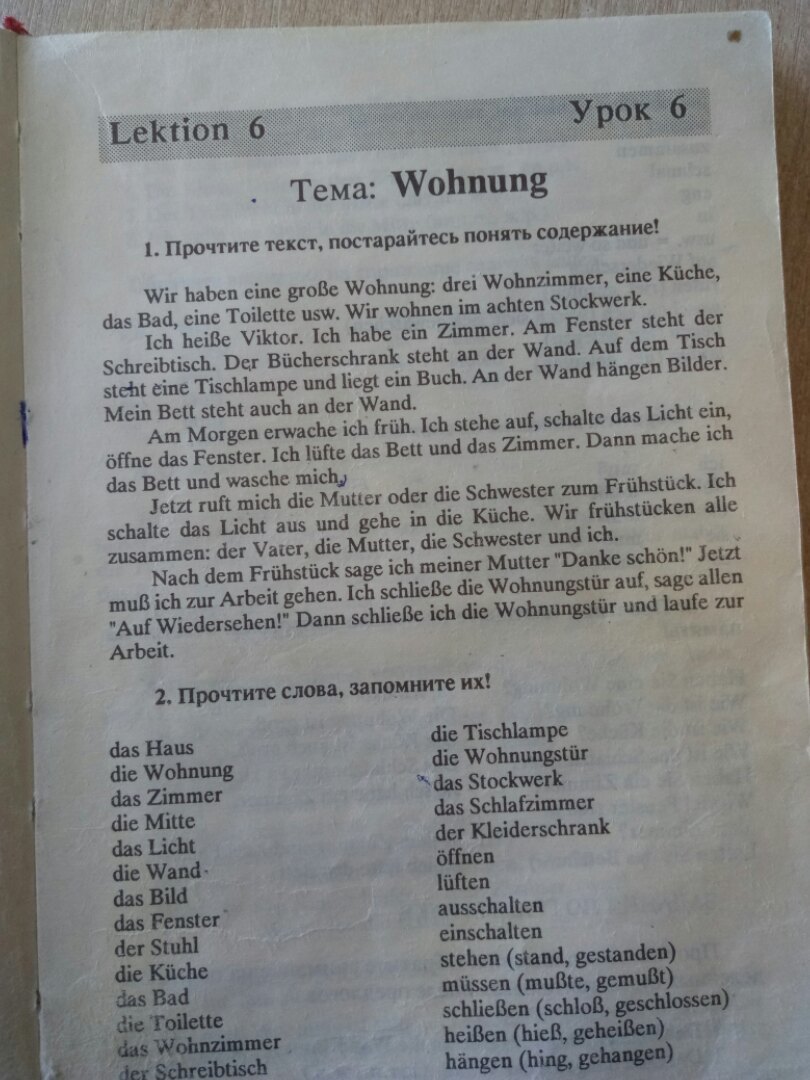 Lektion 6 Урок 6
Тема: Wohnung
1. Прочтите текст, постарайтесь понять содержание!
Wir haben eine große Wohnung: drei Wohnzimmer, eine Küche,
das Bad, eine Toilette usw. Wir wohnen im achten Stockwerk.
Ich heiße Viktor. Ich habe ein Zimmer. Am Fenster steht der
Schreibtisch. Der Bücherschrank steht an der Wand. Auf dem Tisch
steht eine Tischlampe und liegt ein Buch. An der Wand hängen Bilder.
Mein Bett steht auch an der Wand.
Am Morgen erwache ich früh. Ich stehe auf, schalte das Licht ein,
öffne das Fenster. Ich lüfte das Bett und das Zimmer. Dann mache ich
das Bett und wasche mich.
Jetzt ruft mich die Mutter oder die Schwester zum Frühstück. Ich
schalte das Licht aus und gehe in die Küche. Wir frühstücken alle
zusammen: der Vater, die Mutter, die Schwester und ich.
Nach dem Frühstück sage ich meiner Mutter "Danke schön!" Jetzt
muß ich zur Arbeit gehen. Ich schließe die Wohnungstür auf, sage allen
"Auf Wiedersehen!" Dann schließe ich die Wohnungstür und laufe zur
Arbeit.
2. Прочтите слова, запомните их!
das Haus
die Wohnung
das Zimmer
die Mitte
das Licht
die Wand
das Bild
das Fenster
der Stuhl
die Küche
das Bad
die Toilette
das Wohnzimmer
der Schreibtisch
die Tischlampe
die Wohnungstür
das Stockwerk
das Schlafzimmer
der Kleiderschrank
öffnen
lüften
ausschalten
einschalten
stehen (stand, gestanden)
müssen (mußte, gemußt)
schließen (schloß, geschlossen)
heißen (hieß, geheißen)
hängen (hing, gehangen)